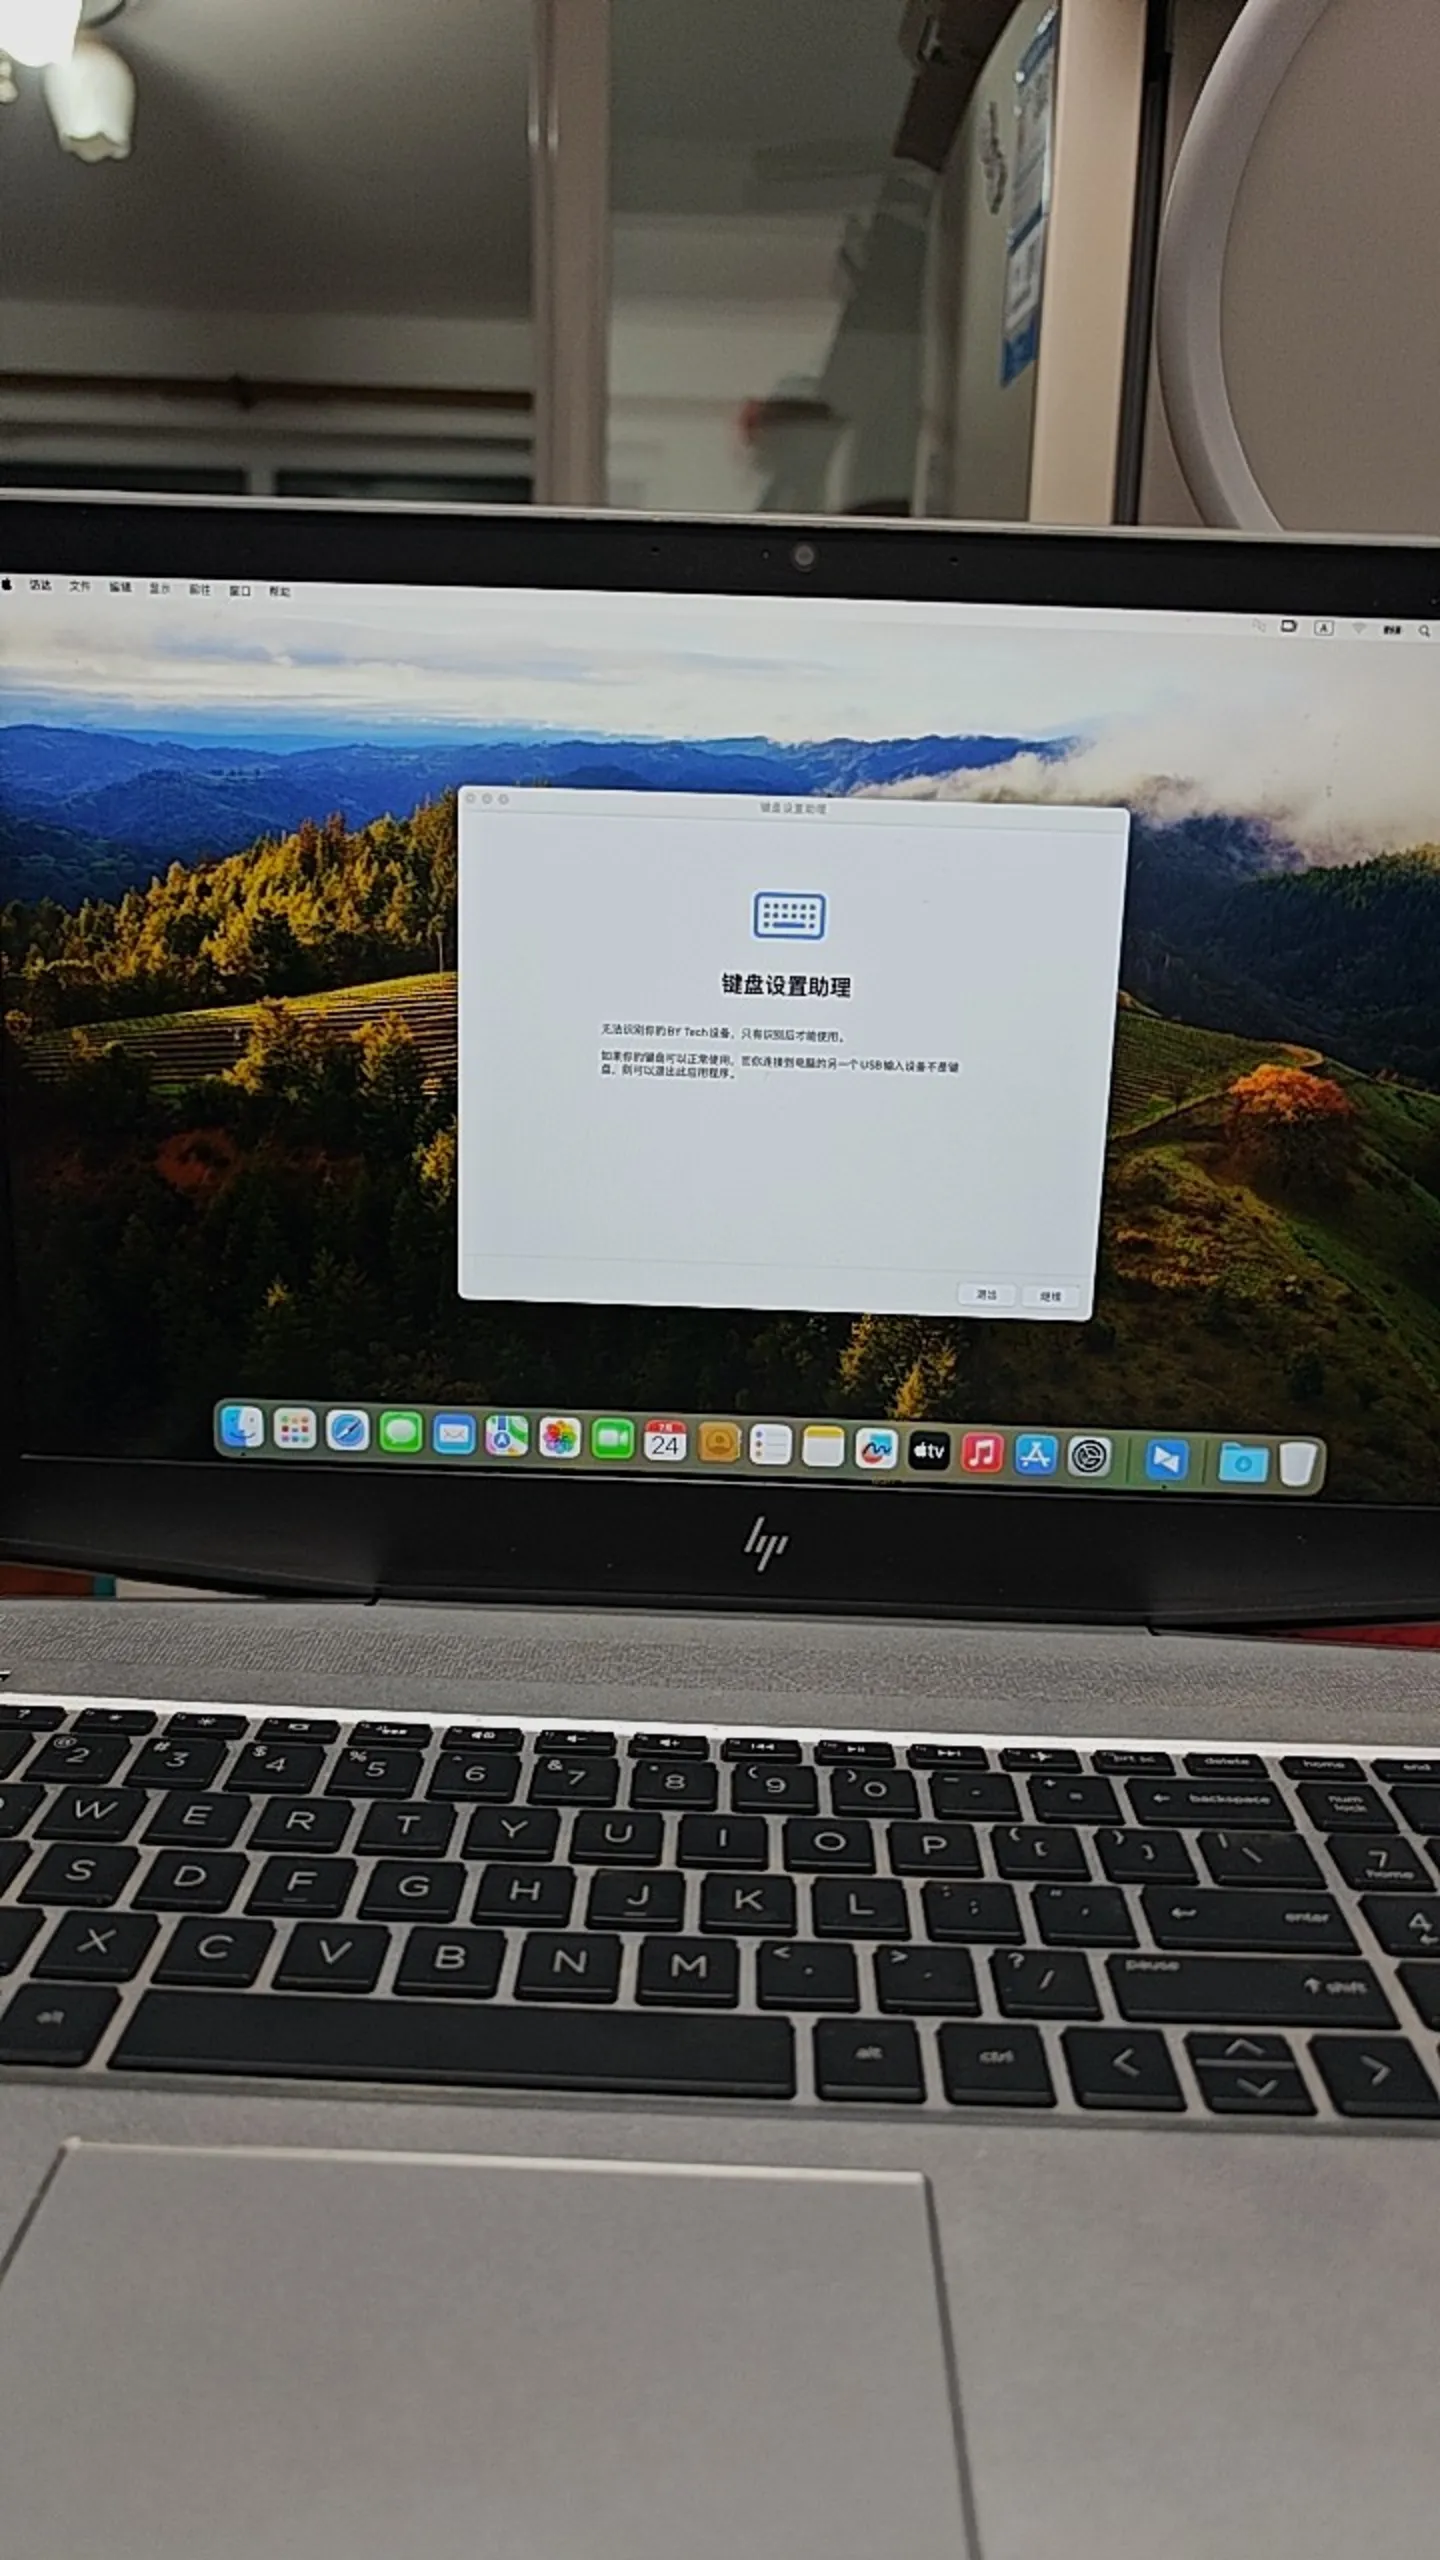 访达 文件 编辑 显示 前往 窗口 帮助
A
键盘设置助理
键盘设置助理
无法识别你的BY Tech设备，只有识别后才能使用。
如果你的键盘可以正常使用，而你连接到电脑的另一个USB输入设备不是键
盘，则可以退出此应用程序。
退出 继续
7月
24
tv
hp
delete home end
@ 2 # 3 $ 4 % 5 ^ 6 & 7 * 8 ( 9 ) 0 - + = backspace num lock
W E R T Y U I O P { [ } ] | \ 7 home
S D F G H J K L : ; " ' enter 4
X C V B N M < , > . ? / pause shift
alt alt ctrl